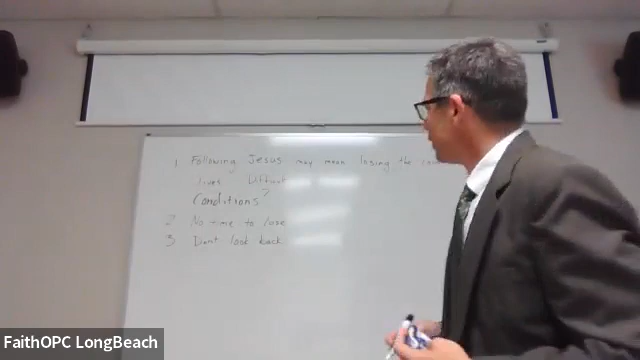 1. Following Jesus may mean losing the
lives without
Conditions?
2 No time to lose
3 Dont look back
FaithOPC LongBeach